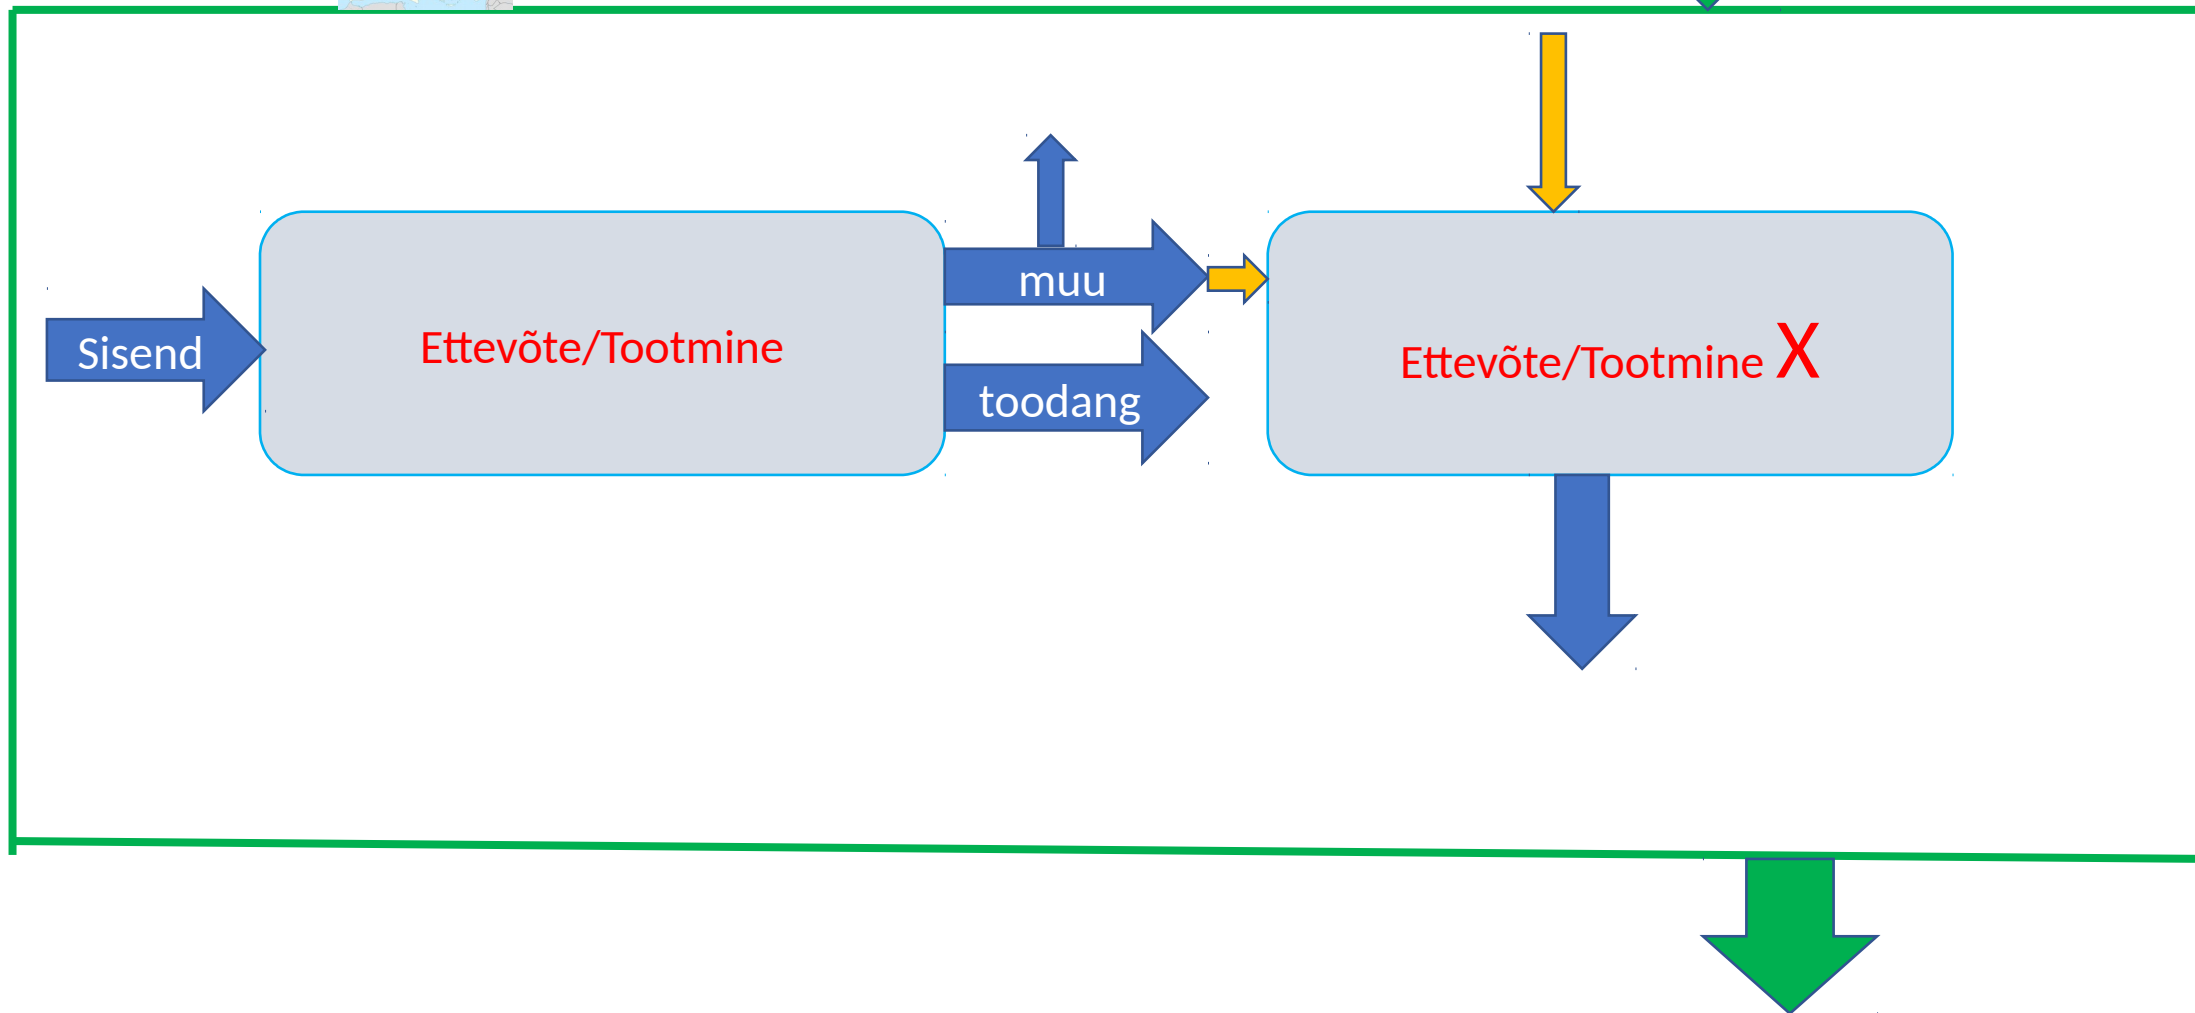 Sisend
Ettevõte/Tootmine
muu
toodang
Ettevõte/Tootmine X